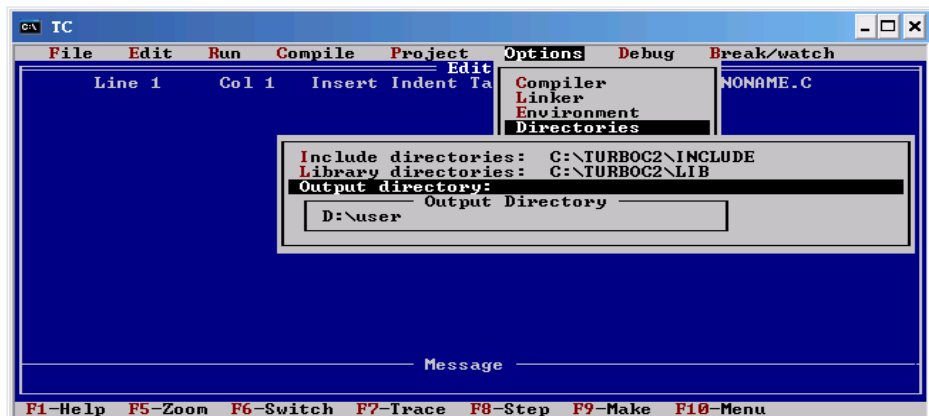 TC
File Edit Run Compile Project Options Debug Break/watch
Edit
Line 1 Col 1 Insert Indent Ta NONAME.C
Compiler
Linker
Environment
Directories
Include directories: C:\TURBOC2\INCLUDE
Library directories: C:\TURBOC2\LIB
Output directory:
Output Directory
D:\user
Message
F1-Help F5-Zoom F6-Switch F7-Trace F8-Step F9-Make F10-Menu